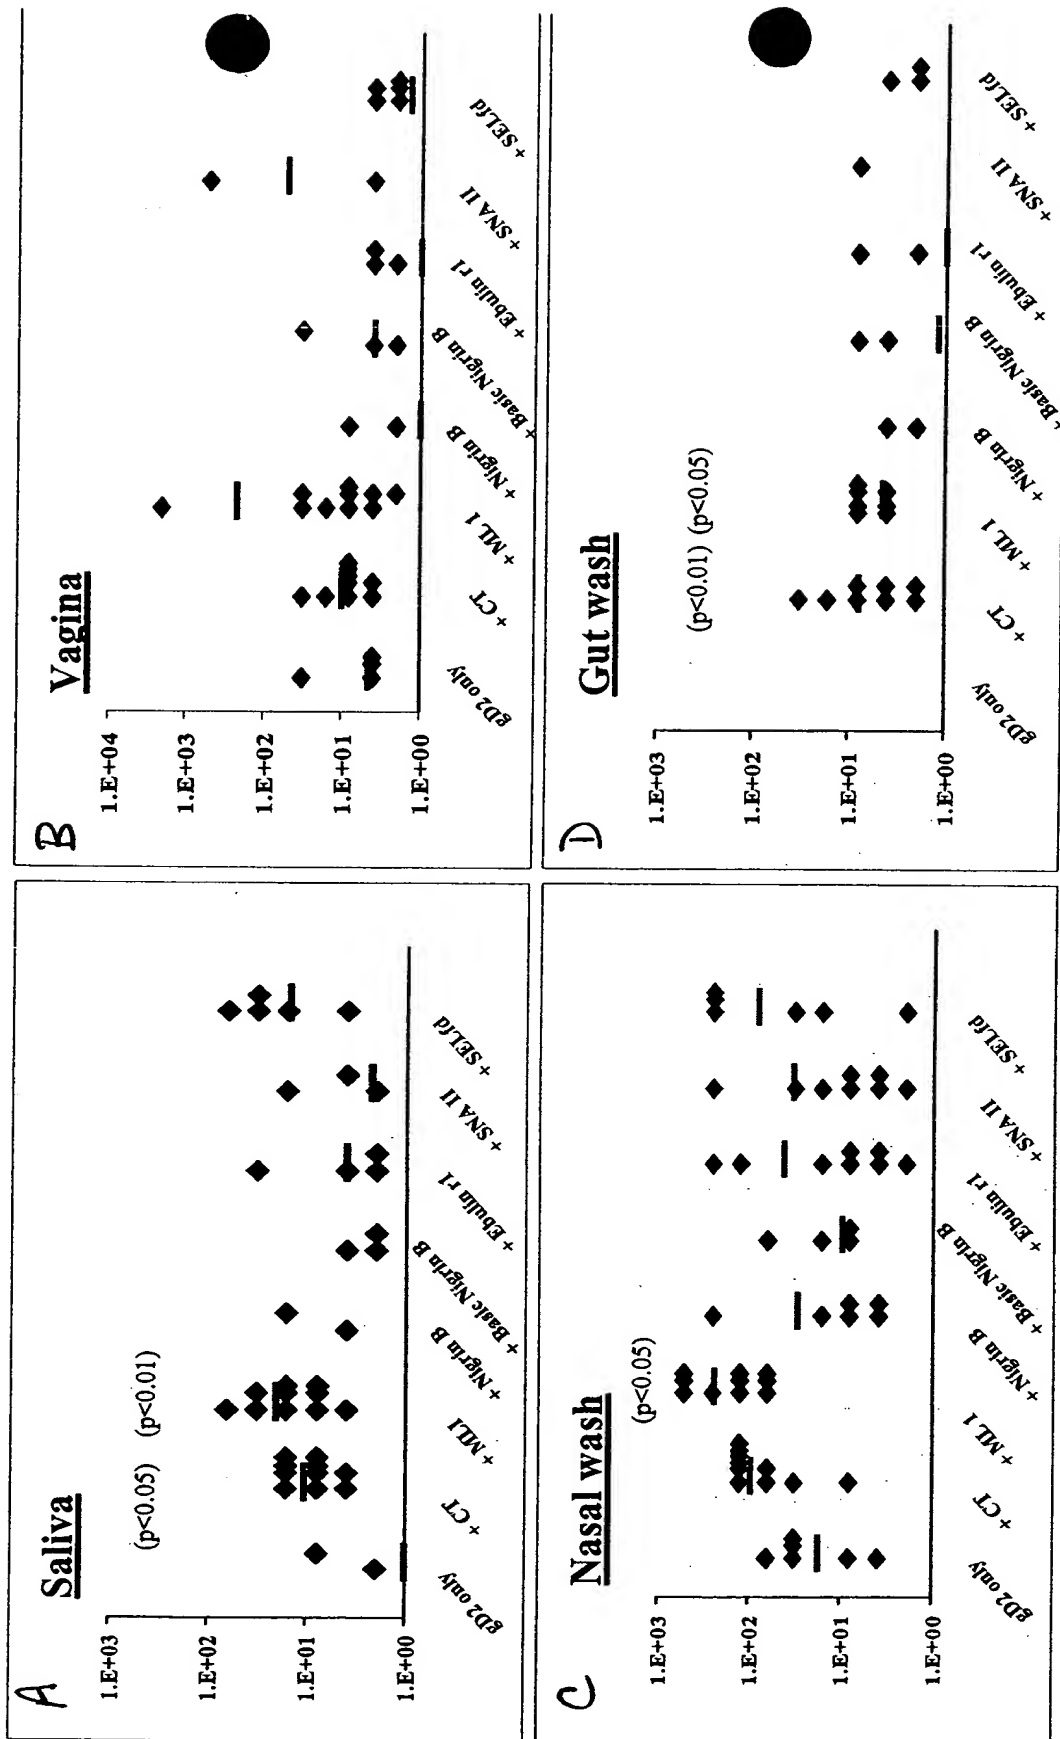 A
Saliva
(p<0.05) (p<0.01)
1.E+03
1.E+02
1.E+01
1.E+00
gD2 only
+ CT
+ ML1
+ Nigrin B
+ Basic Nigrin B
+ Ebulin r1
+ SNA II
+ SELfd
B
Vagina
1.E+04
1.E+03
1.E+02
1.E+01
1.E+00
gD2 only
+ CT
+ ML 1
+ Nigrin B
+ Basic Nigrin B
+ Ebulin r1
+ SNA II
+ SELfd
C
Nasal wash
(p<0.05)
1.E+03
1.E+02
1.E+01
1.E+00
gD2 only
+ CT
+ ML 1
+ Nigrin B
+ Basic Nigrin B
+ Ebulin r1
+ SNA II
+ SELfd
D
Gut wash
(p<0.01) (p<0.05)
1.E+03
1.E+02
1.E+01
1.E+00
gD2 only
+ CT
+ ML 1
+ Nigrin B
+ Basic Nigrin B
+ Ebulin r1
+ SNA II
+ SELfd